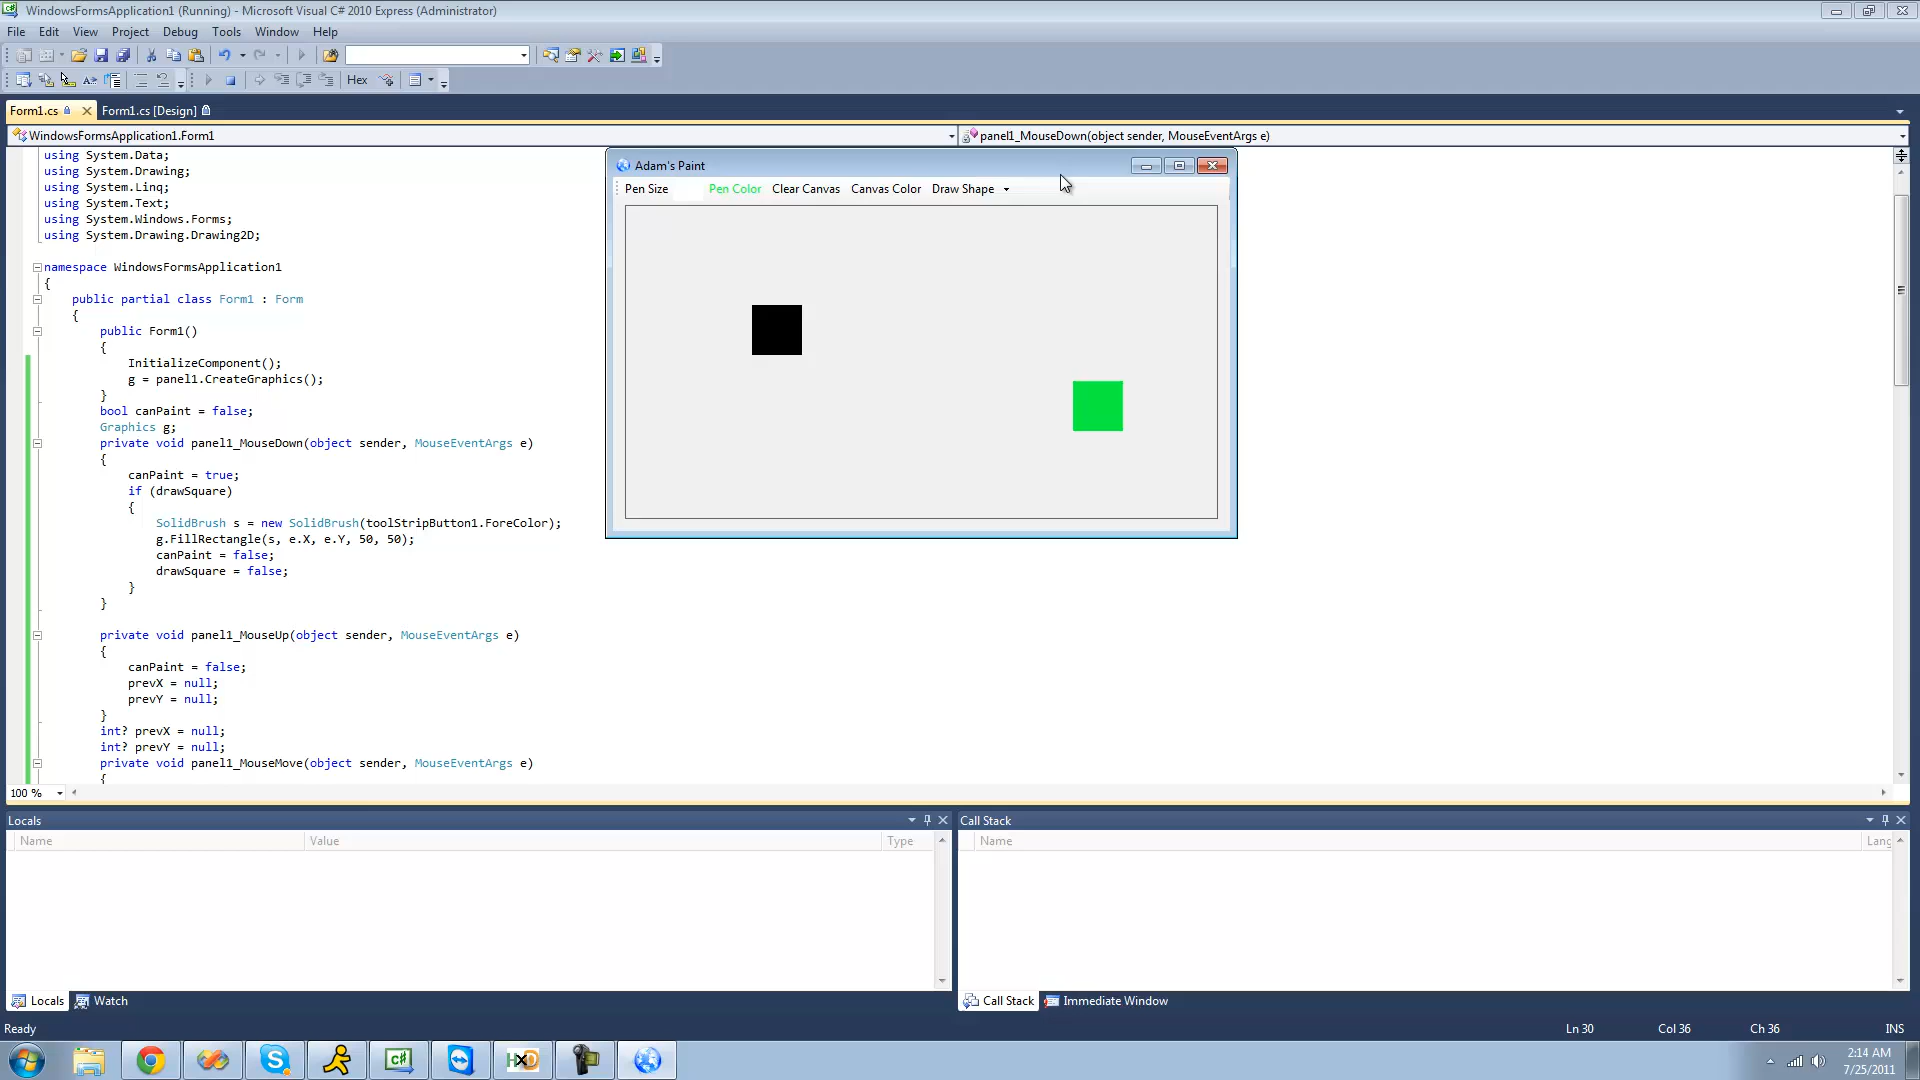 WindowsFormsApplication1 (Running) - Microsoft Visual C# 2010 Express (Administrator)
File Edit View Project Debug Tools Window Help
Hex
Form1.cs Form1.cs [Design]
WindowsFormsApplication1.Form1 panel1_MouseDown(object sender, MouseEventArgs e)
using System.Data;
using System.Drawing;
using System.Linq;
using System.Text;
using System.Windows.Forms;
using System.Drawing.Drawing2D;
namespace WindowsFormsApplication1
{
public partial class Form1 : Form
{
public Form1()
{
InitializeComponent();
g = panel1.CreateGraphics();
}
bool canPaint = false;
Graphics g;
private void panel1_MouseDown(object sender, MouseEventArgs e)
{
canPaint = true;
if (drawSquare)
{
SolidBrush s = new SolidBrush(toolStripButton1.ForeColor);
g.FillRectangle(s, e.X, e.Y, 50, 50);
canPaint = false;
drawSquare = false;
}
}
private void panel1_MouseUp(object sender, MouseEventArgs e)
{
canPaint = false;
prevX = null;
prevY = null;
}
int? prevX = null;
int? prevY = null;
private void panel1_MouseMove(object sender, MouseEventArgs e)
{
Adam's Paint
Pen Size Pen Color Clear Canvas Canvas Color Draw Shape
100 %
Locals
Name Value Type
Call Stack
Name Lang
Locals Watch
Call Stack Immediate Window
Ready Ln 30 Col 36 Ch 36 INS
C#
HXD
2:14 AM
7/25/2011